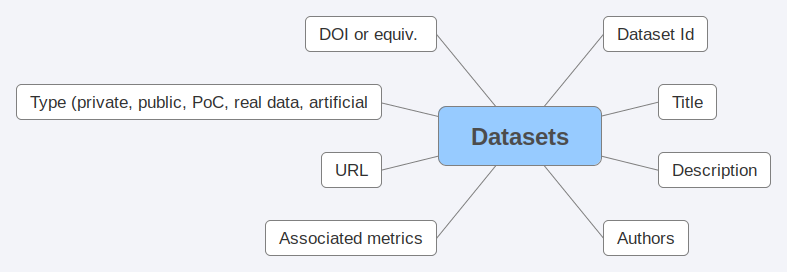 DOI or equiv.
Dataset Id
Type (private, public, PoC, real data, artificial
Title
Datasets
URL
Description
Associated metrics
Authors